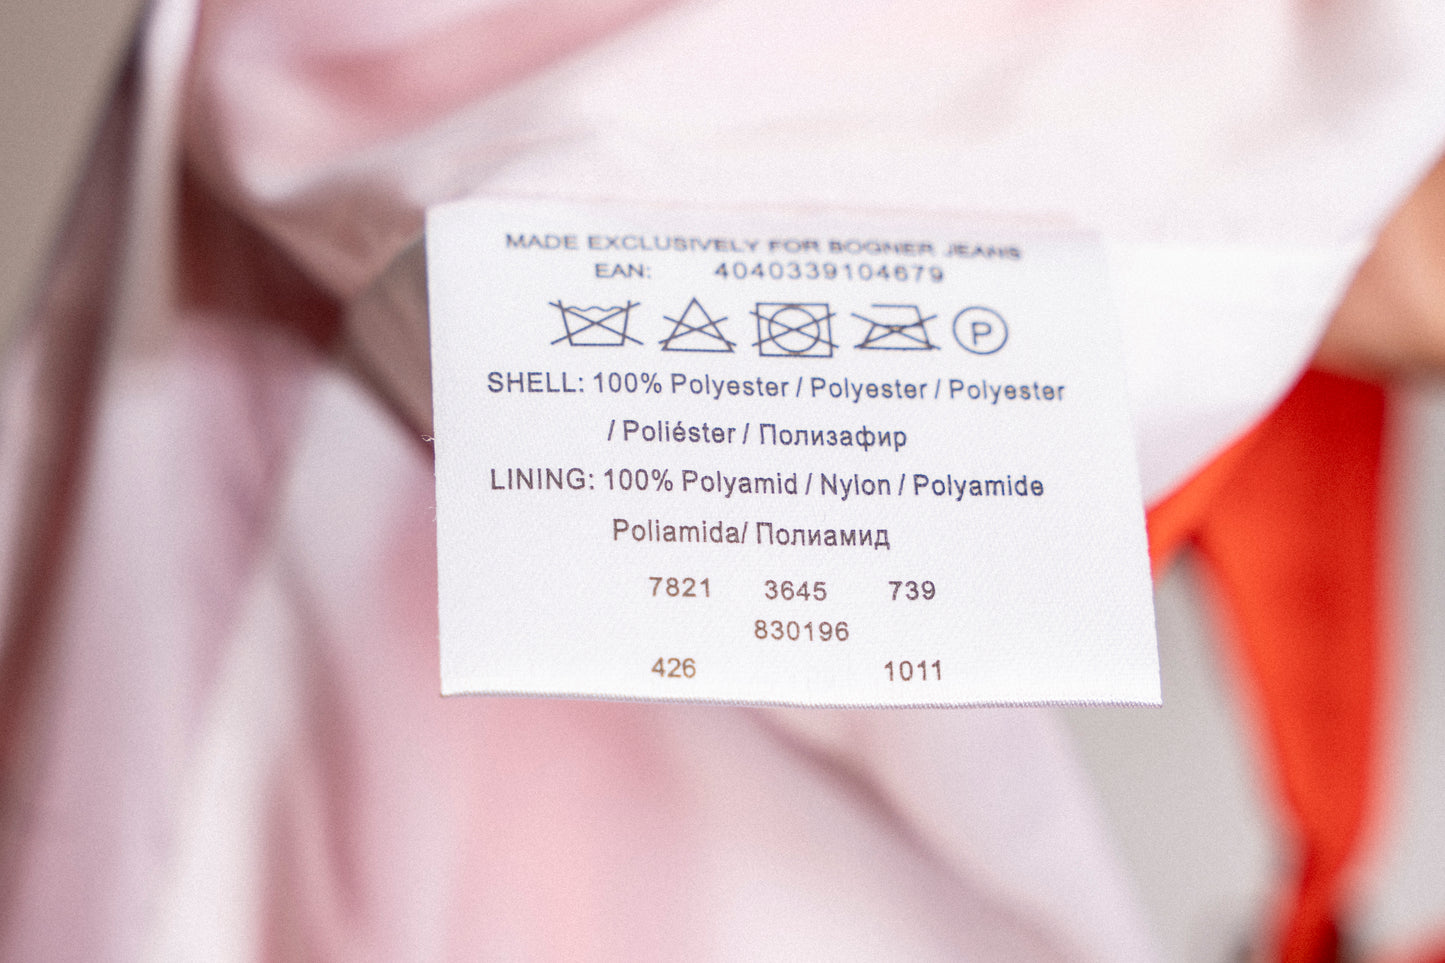 MADE EXCLUSIVELY FOR BOGNER JEANS
EAN: 4040339104679
P
SHELL: 100% Polyester / Polyester / Polyester
/ Poliéster / Полизафир
LINING: 100% Polyamid / Nylon / Polyamide
Poliamida/ Полиамид
7821 3645 739
830196
426 1011